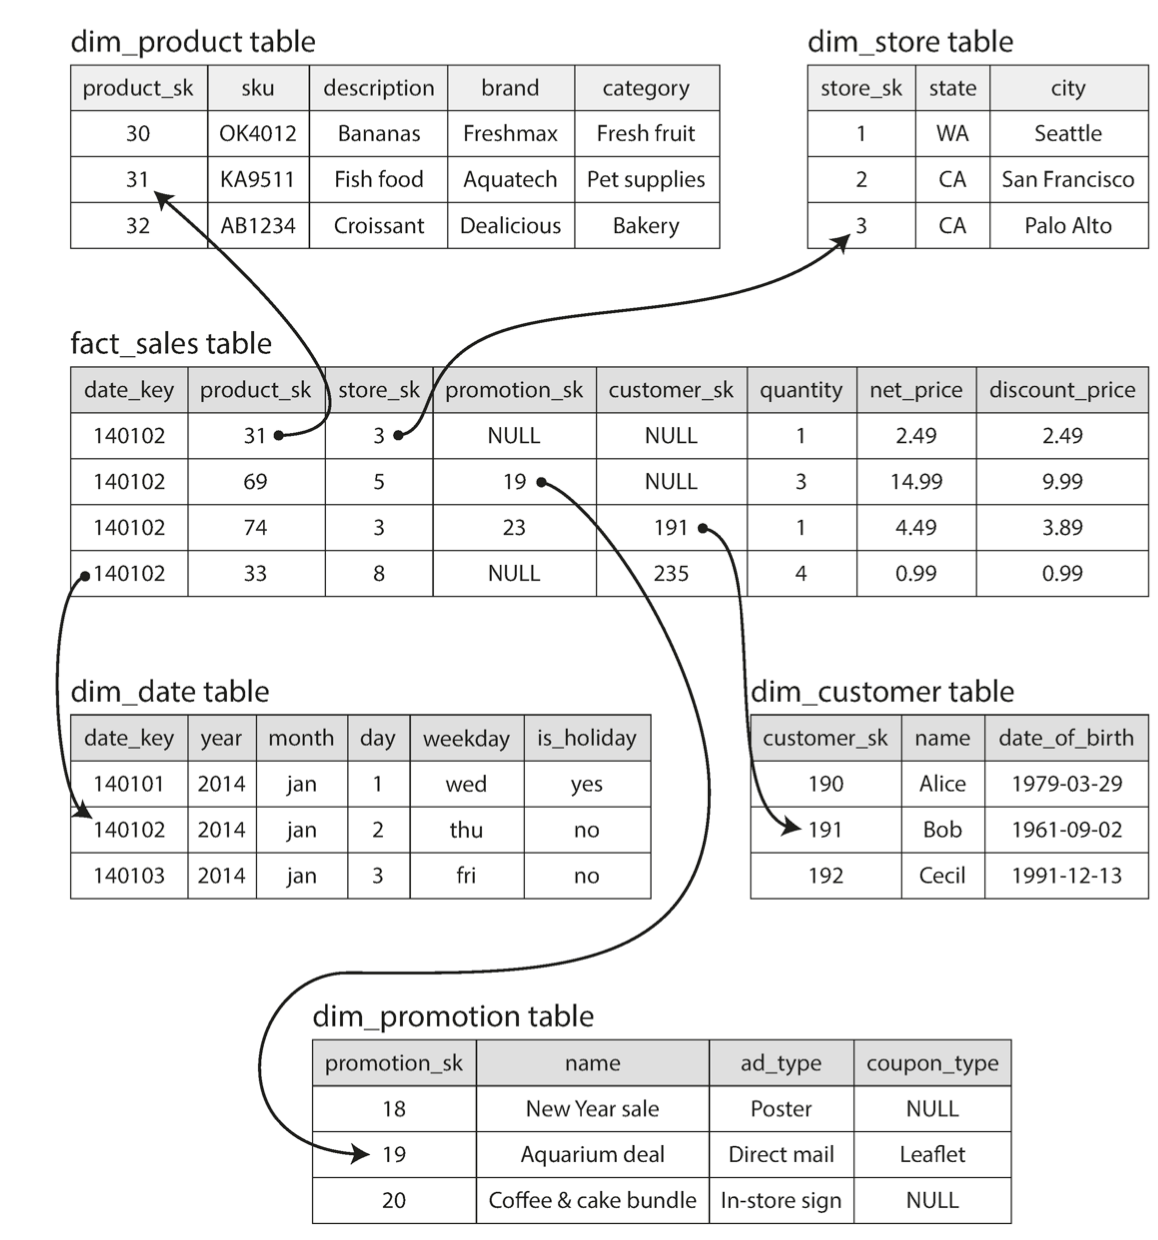 dim_product table
product_sk sku description brand category
30 OK4012 Bananas Freshmax Fresh fruit
31 KA9511 Fish food Aquatech Pet supplies
32 AB1234 Croissant Dealicious Bakery
dim_store table
store_sk state city
1 WA Seattle
2 CA San Francisco
3 CA Palo Alto
fact_sales table
date_key product_sk store_sk promotion_sk customer_sk quantity net_price discount_price
140102 31 3 NULL NULL 1 2.49 2.49
140102 69 5 19 NULL 3 14.99 9.99
140102 74 3 23 191 1 4.49 3.89
140102 33 8 NULL 235 4 0.99 0.99
dim_date table
date_key year month day weekday is_holiday
140101 2014 jan 1 wed yes
140102 2014 jan 2 thu no
140103 2014 jan 3 fri no
dim_customer table
customer_sk name date_of_birth
190 Alice 1979-03-29
191 Bob 1961-09-02
192 Cecil 1991-12-13
dim_promotion table
promotion_sk name ad_type coupon_type
18 New Year sale Poster NULL
19 Aquarium deal Direct mail Leaflet
20 Coffee & cake bundle In-store sign NULL